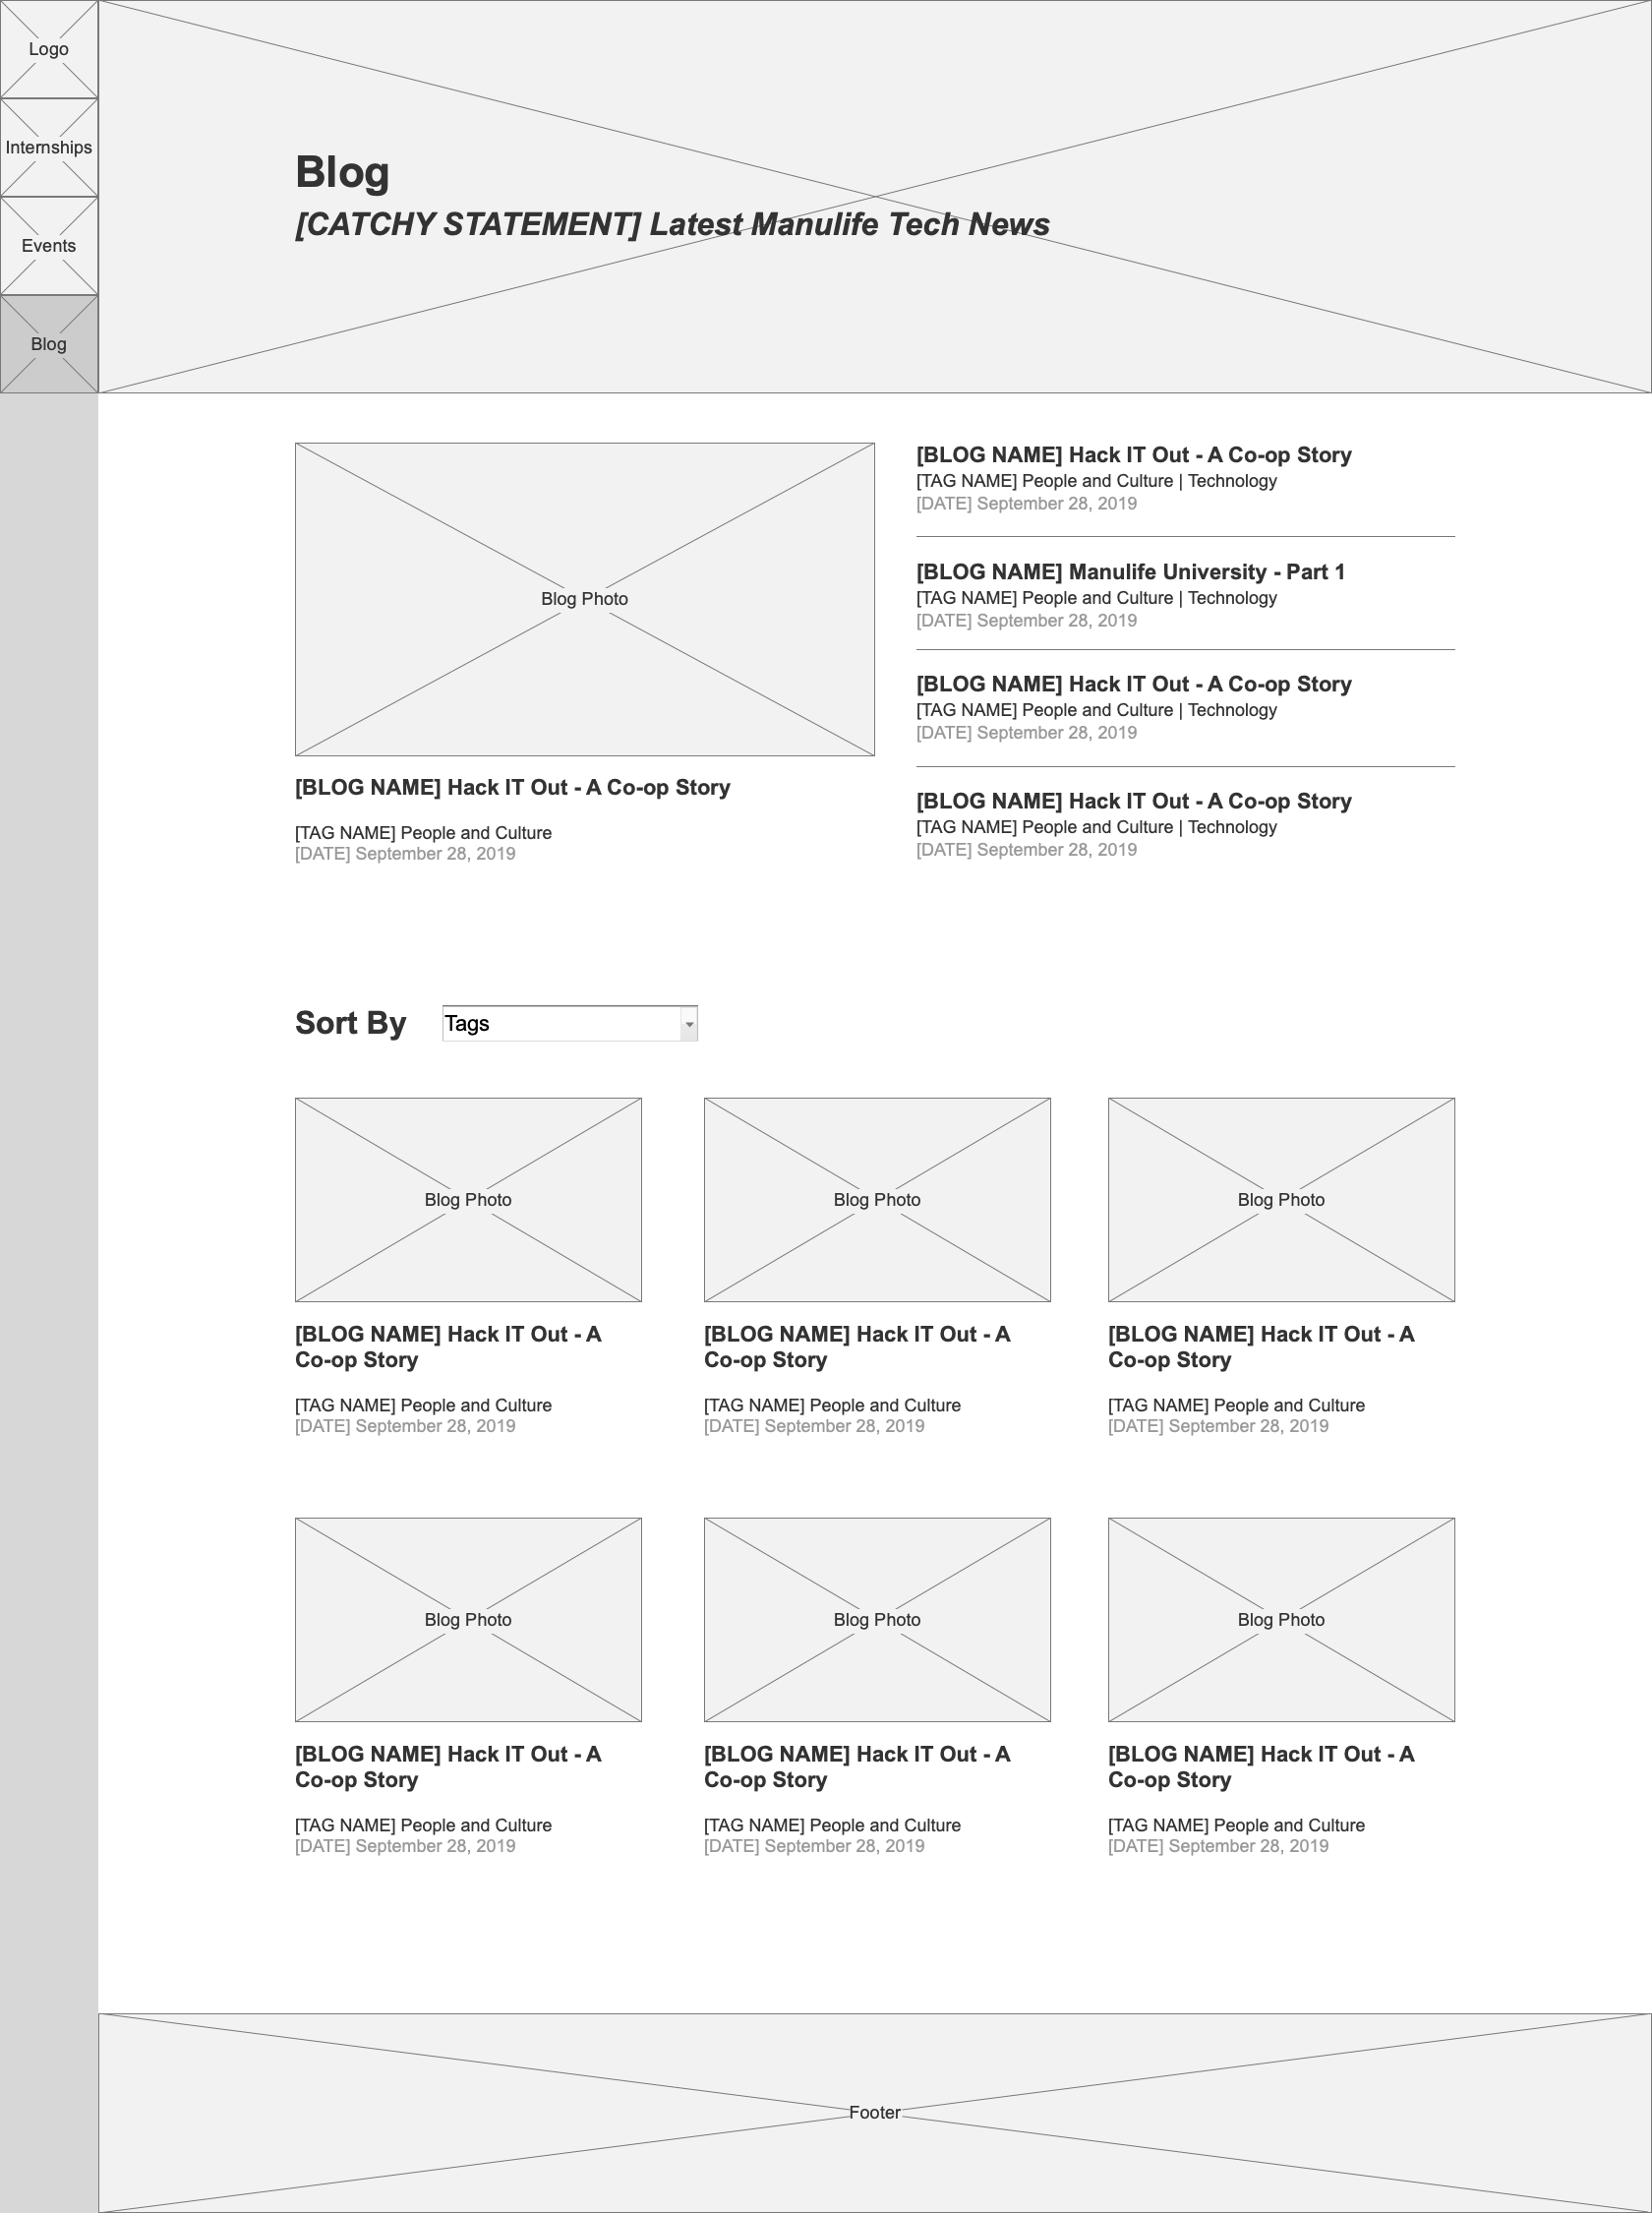 Logo
Internships
Events
Blog
Blog
[CATCHY STATEMENT] Latest Manulife Tech News
Blog Photo
[BLOG NAME] Hack IT Out - A Co-op Story
[TAG NAME] People and Culture
[DATE] September 28, 2019
[BLOG NAME] Hack IT Out - A Co-op Story
[TAG NAME] People and Culture | Technology
[DATE] September 28, 2019
[BLOG NAME] Manulife University - Part 1
[TAG NAME] People and Culture | Technology
[DATE] September 28, 2019
[BLOG NAME] Hack IT Out - A Co-op Story
[TAG NAME] People and Culture | Technology
[DATE] September 28, 2019
[BLOG NAME] Hack IT Out - A Co-op Story
[TAG NAME] People and Culture | Technology
[DATE] September 28, 2019
Sort By
Tags
Blog Photo
[BLOG NAME] Hack IT Out - A
Co-op Story
[TAG NAME] People and Culture
[DATE] September 28, 2019
Blog Photo
[BLOG NAME] Hack IT Out - A
Co-op Story
[TAG NAME] People and Culture
[DATE] September 28, 2019
Blog Photo
[BLOG NAME] Hack IT Out - A
Co-op Story
[TAG NAME] People and Culture
[DATE] September 28, 2019
Blog Photo
[BLOG NAME] Hack IT Out - A
Co-op Story
[TAG NAME] People and Culture
[DATE] September 28, 2019
Blog Photo
[BLOG NAME] Hack IT Out - A
Co-op Story
[TAG NAME] People and Culture
[DATE] September 28, 2019
Blog Photo
[BLOG NAME] Hack IT Out - A
Co-op Story
[TAG NAME] People and Culture
[DATE] September 28, 2019
Footer